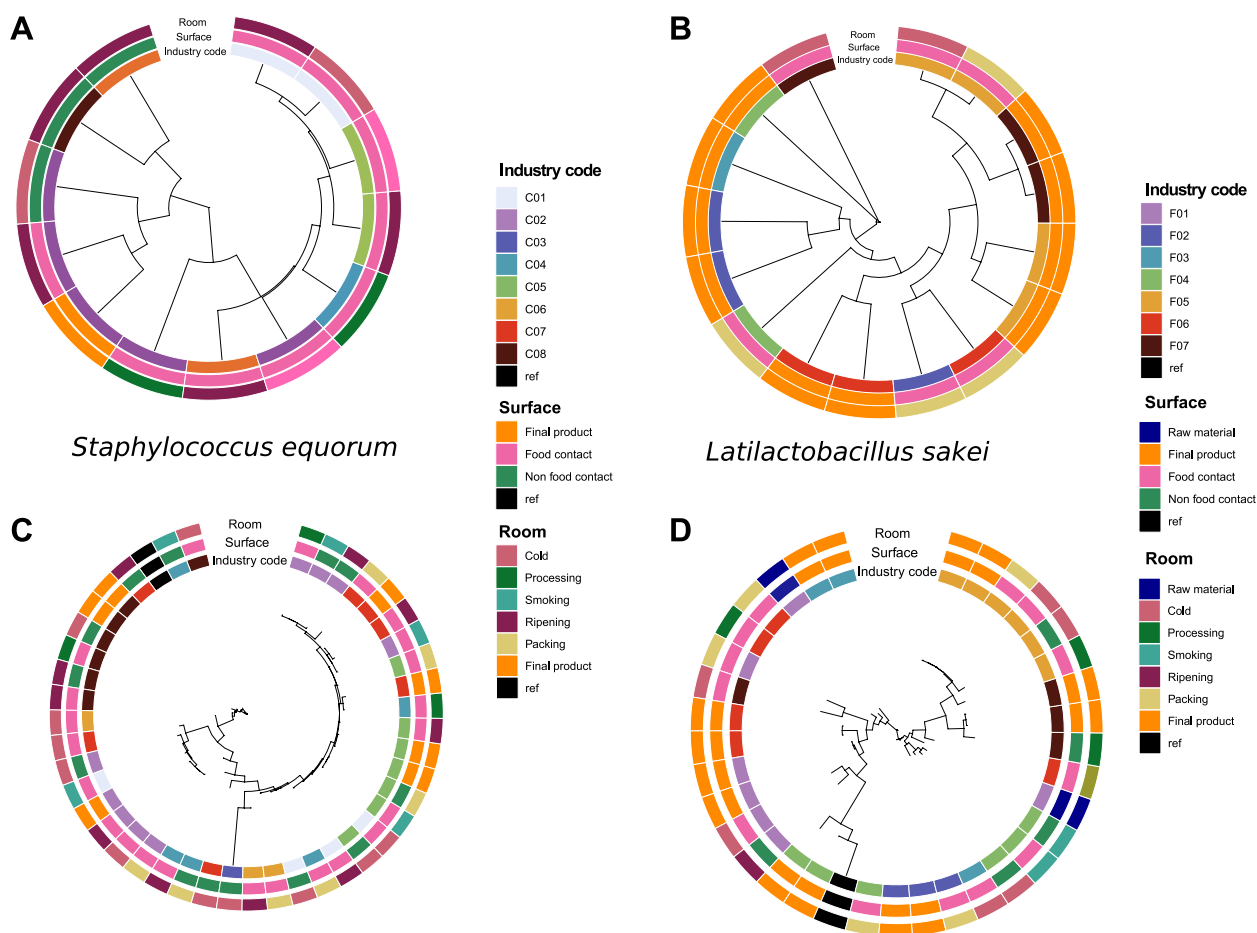 A
Room
Surface
Industry code
Industry code
C01
C02
C03
C04
C05
C06
C07
C08
ref
Surface
Final product
Food contact
Non food contact
ref
Room
Cold
Processing
Smoking
Ripening
Packing
Final product
ref
Staphylococcus equorum
B
Room
Surface
Industry code
Industry code
F01
F02
F03
F04
F05
F06
F07
ref
Surface
Raw material
Final product
Food contact
Non food contact
ref
Room
Raw material
Cold
Processing
Smoking
Ripening
Packing
Final product
ref
Latilactobacillus sakei
C
Room
Surface
Industry code
D
Room
Surface
Industry code